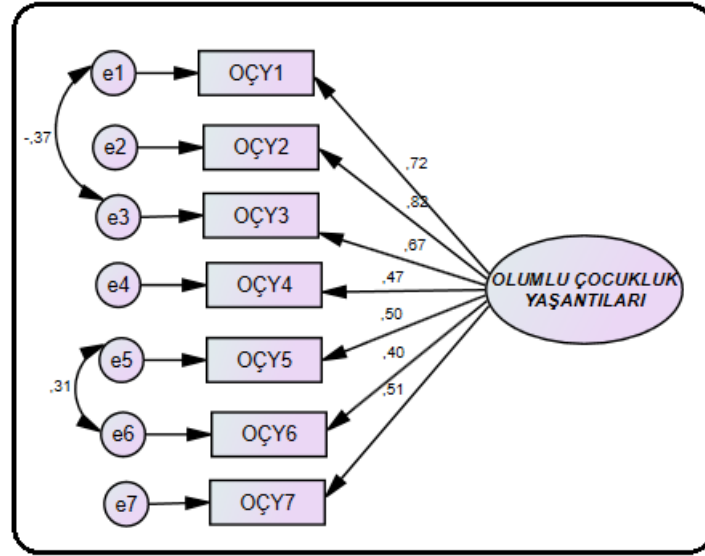 e1
OÇY1
-,37
e2
OÇY2
,72
e3
OÇY3
,82
,67
e4
OÇY4
,47
OLUMLU ÇOCUKLUK
YAŞANTILARI
,50
e5
OÇY5
,31
,40
,51
e6
OÇY6
e7
OÇY7